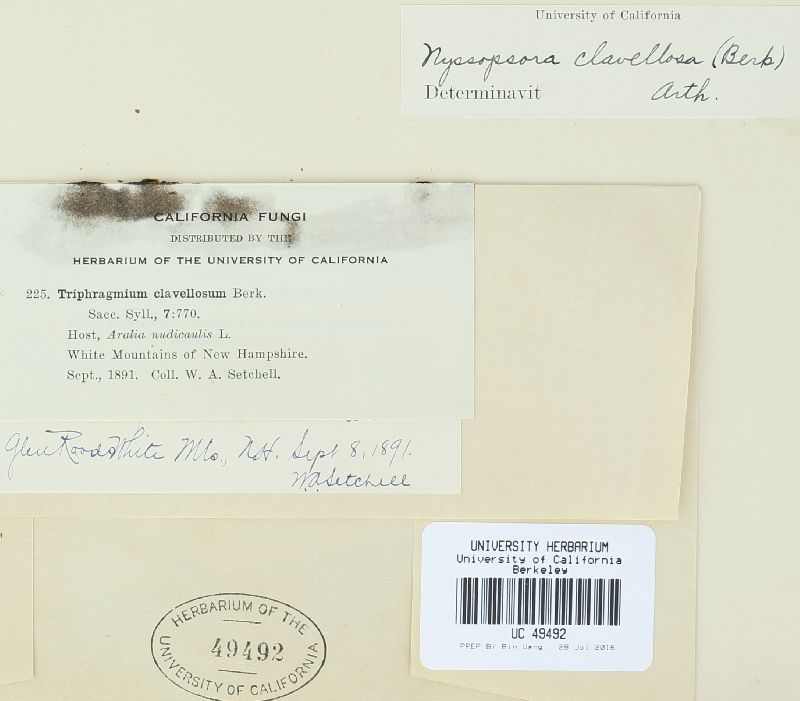 University of California
Nyssopsora clavellosa (Berk)
Determinavit Arth.
CALIFORNIA FUNGI
DISTRIBUTED BY THE
HERBARIUM OF THE UNIVERSITY OF CALIFORNIA
225. Triphragmium clavellosum Berk.
Sacc. Syll., 7:770.
Host, Aralia nudicaulis L.
White Mountains of New Hampshire.
Sept., 1891. Coll. W. A. Setchell.
Glen Road White Mts., N.H. Sept 8, 1891.
W.A. Setchell
UNIVERSITY HERBARIUM
University of California
Berkeley
UC 49492
PREP BY Bin Wang . 28 Jul 2016
HERBARIUM OF THE
49492
UNIVERSITY OF CALIFORNIA